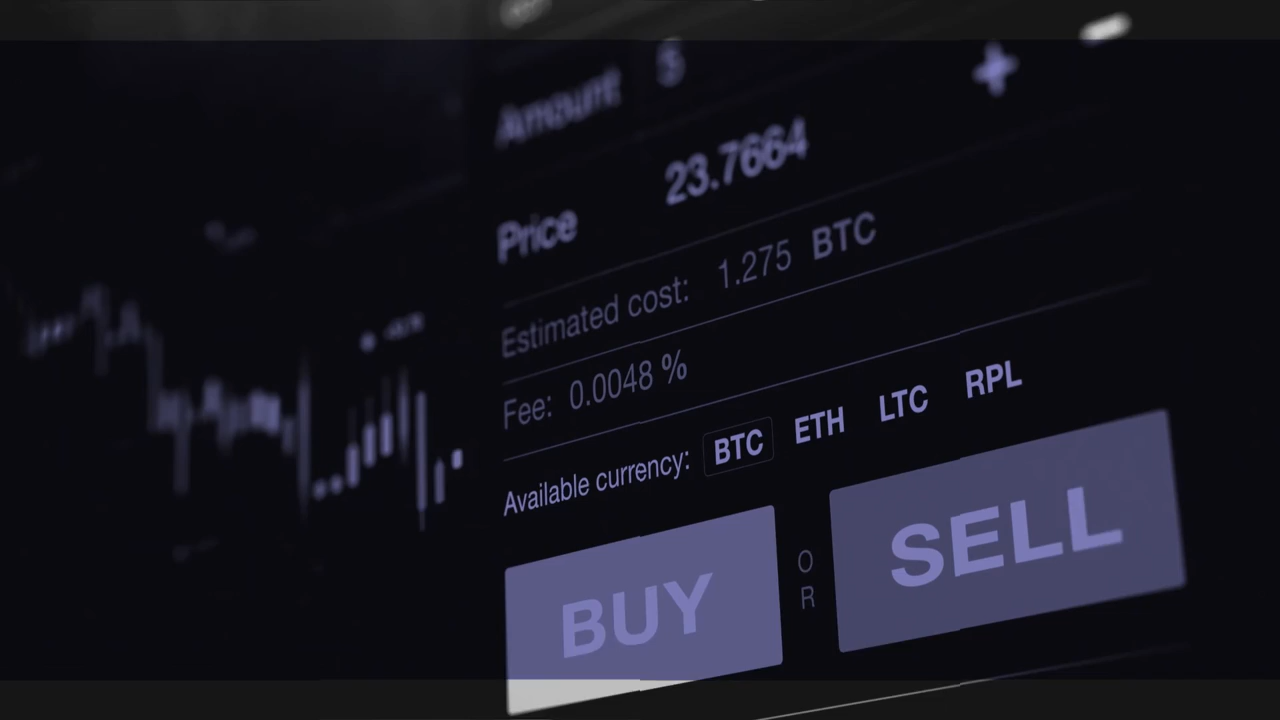 Amount 5
Price 23.7664
Estimated cost: 1.275 BTC
Fee: 0.0048 %
Available currency: BTC ETH LTC RPL
BUY
O
R
SELL